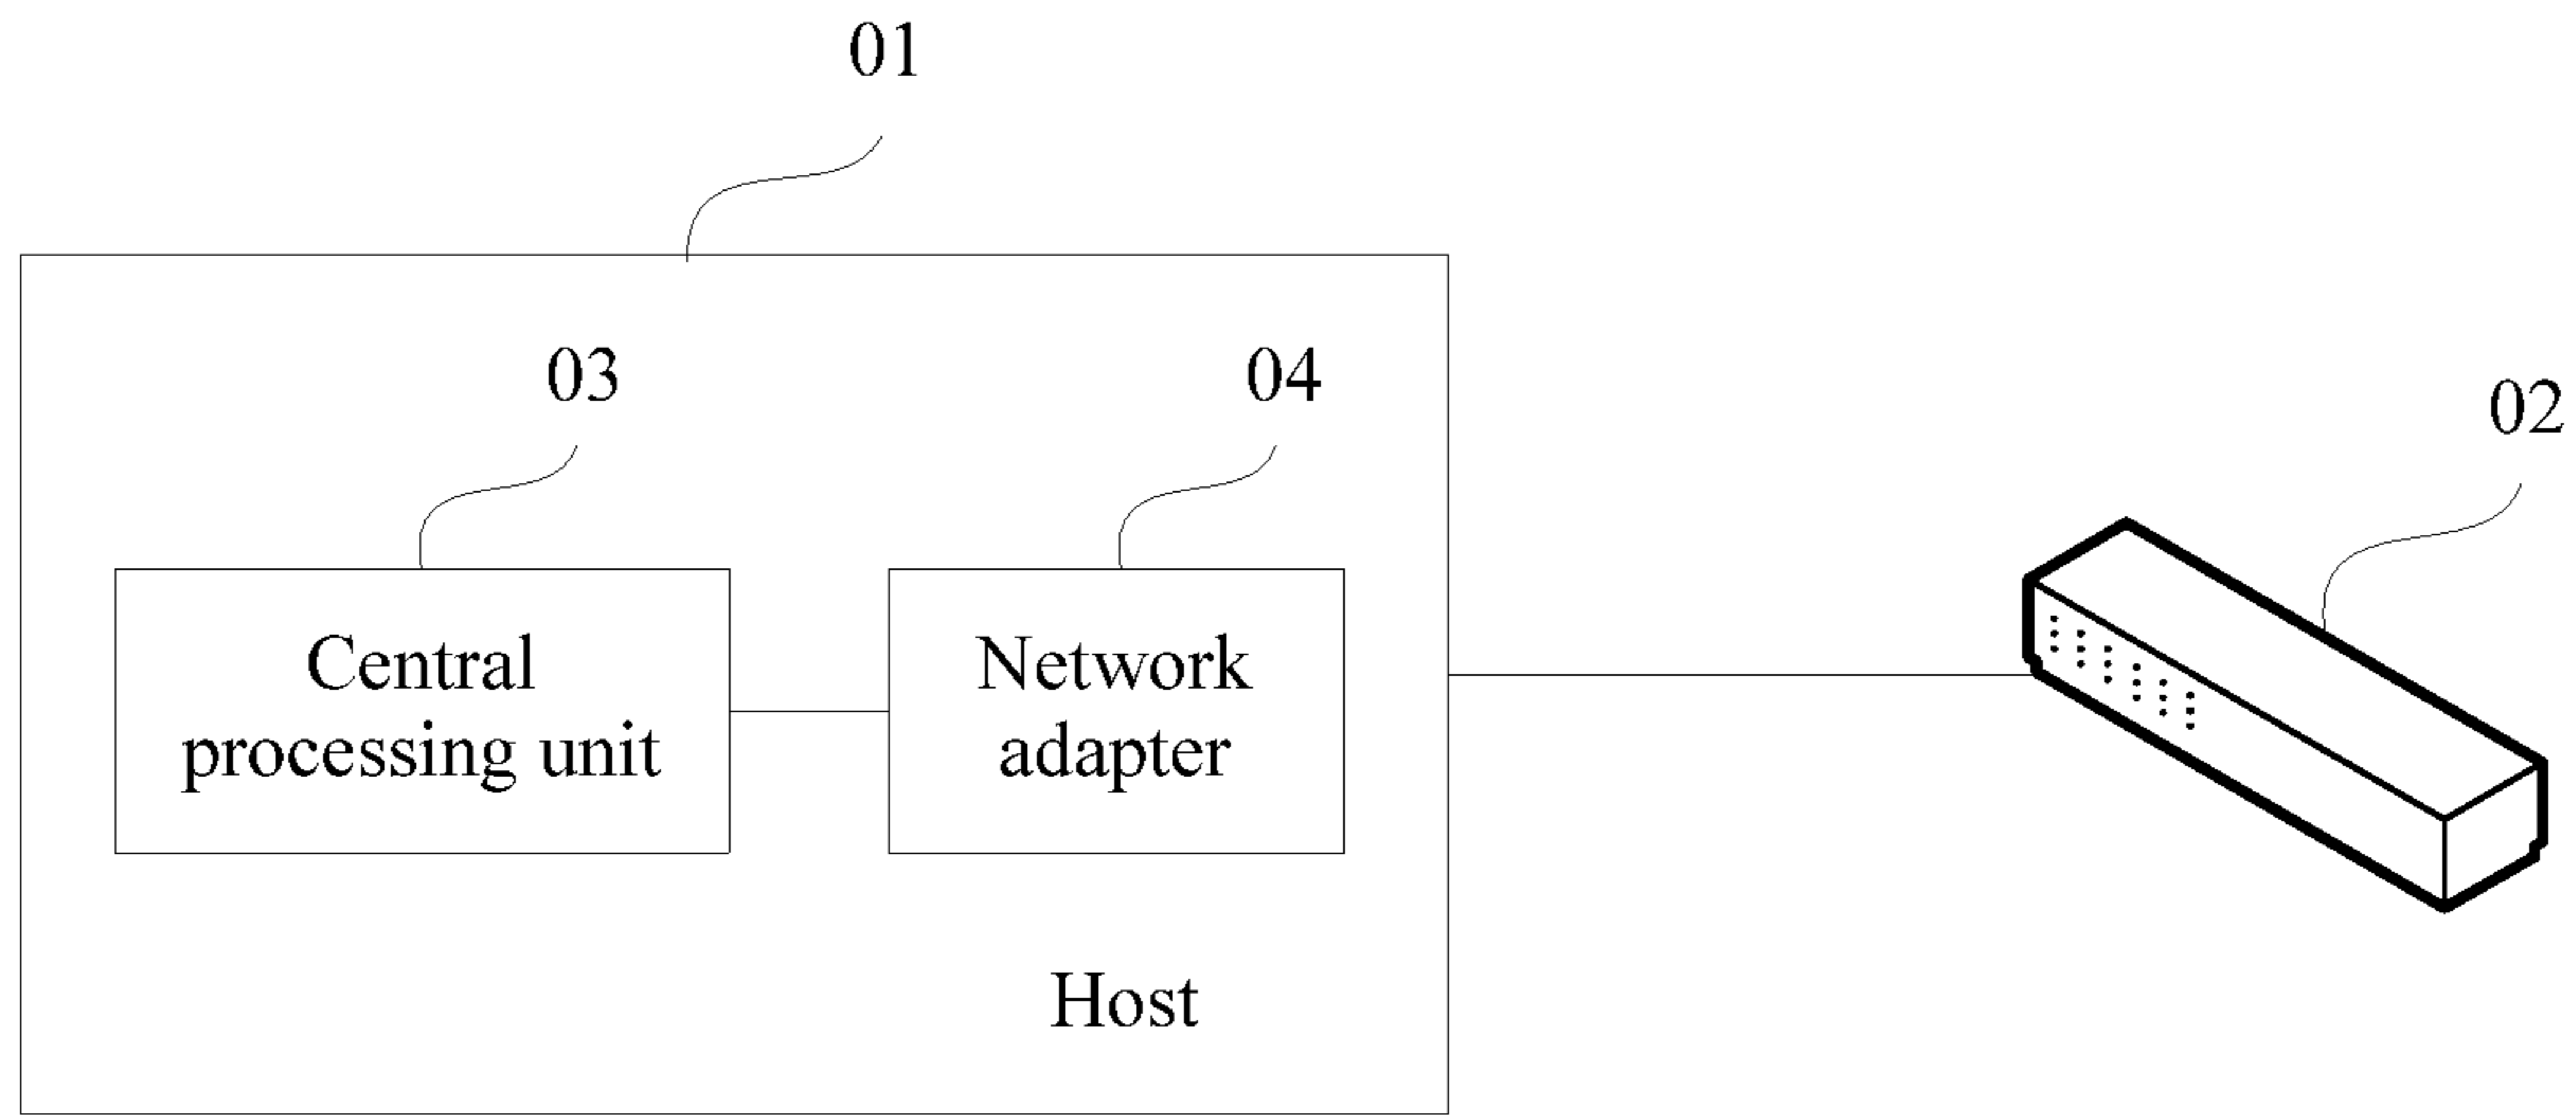 01
03
04
02
Central
processing unit
Network
adapter
Host